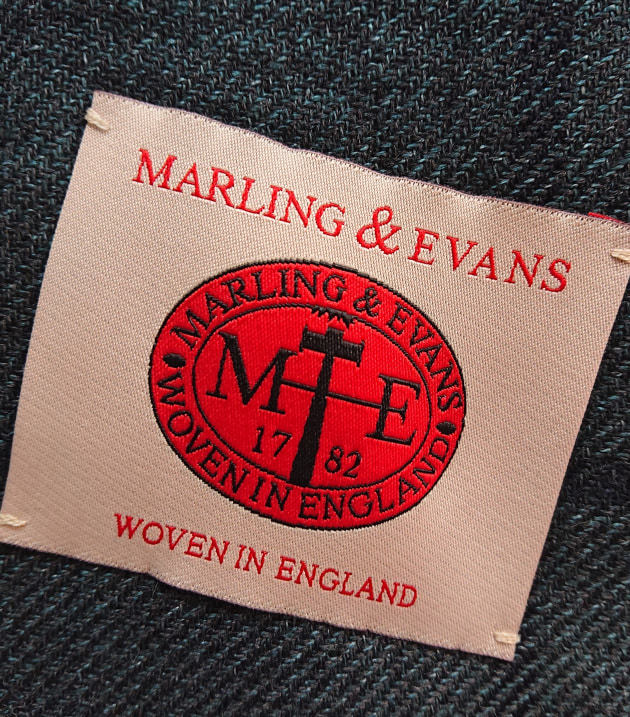 MARLING & EVANS
MARLING & EVANS
M E
17 82
WOVEN IN ENGLAND
WOVEN IN ENGLAND